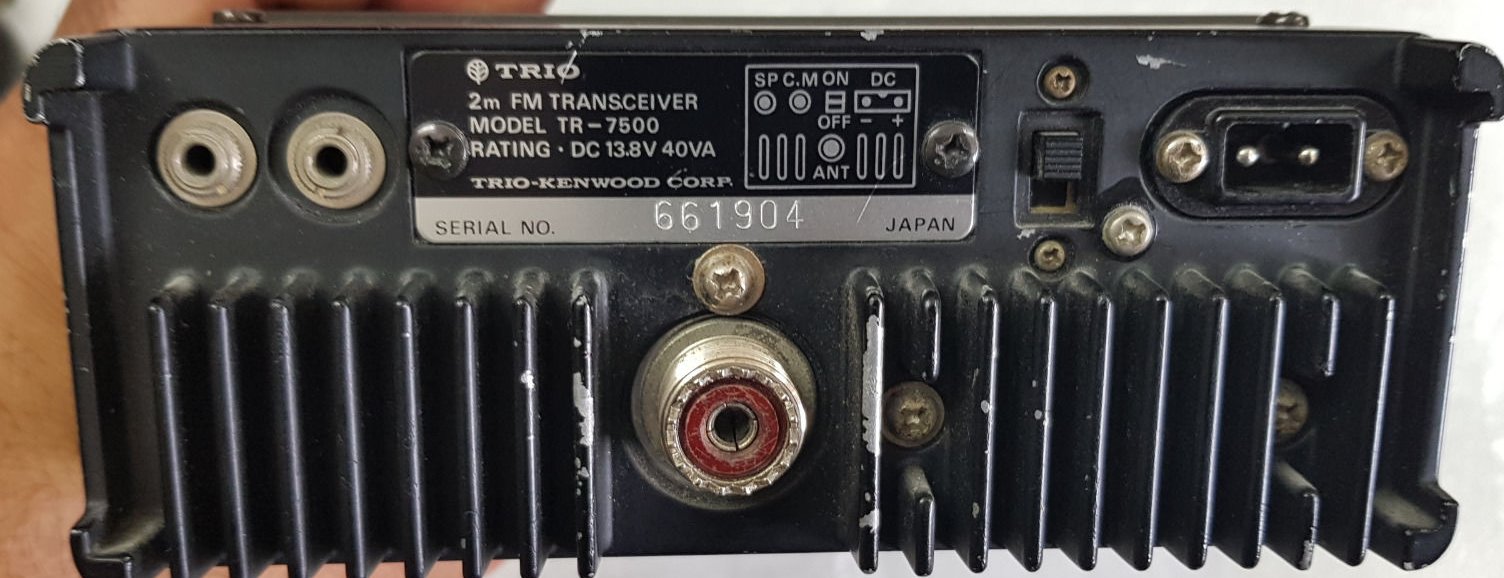 TRIO
2m FM TRANSCEIVER
MODEL TR-7500
RATING · DC 13.8V 40VA
TRIO-KENWOOD CORP.
SP C.M ON DC
OFF - +
ANT
SERIAL NO. 661904 JAPAN